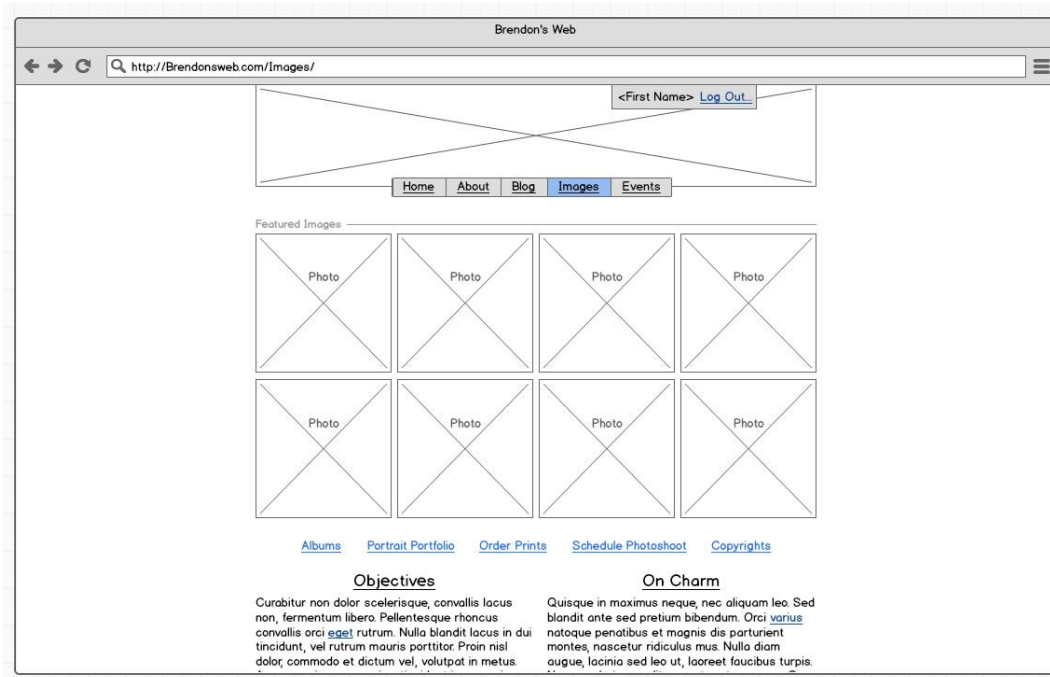 Brendon's Web
http://Brendonsweb.com/Images/
<First Name> Log Out...
Home About Blog Images Events
Featured Images
Photo Photo Photo Photo
Photo Photo Photo Photo
Albums Portrait Portfolio Order Prints Schedule Photoshoot Copyrights
Objectives
Curabitur non dolor scelerisque, convallis lacus
non, fermentum libero. Pellentesque rhoncus
convallis orci eget rutrum. Nulla blandit lacus in dui
tincidunt, vel rutrum mauris porttitor. Proin nisl
dolor, commodo et dictum vel, volutpat in metus.
On Charm
Quisque in maximus neque, nec aliquam leo. Sed
blandit ante sed pretium bibendum. Orci varius
natoque penatibus et magnis dis parturient
montes, nascetur ridiculus mus. Nulla diam
augue, lacinia sed leo ut, laoreet faucibus turpis.